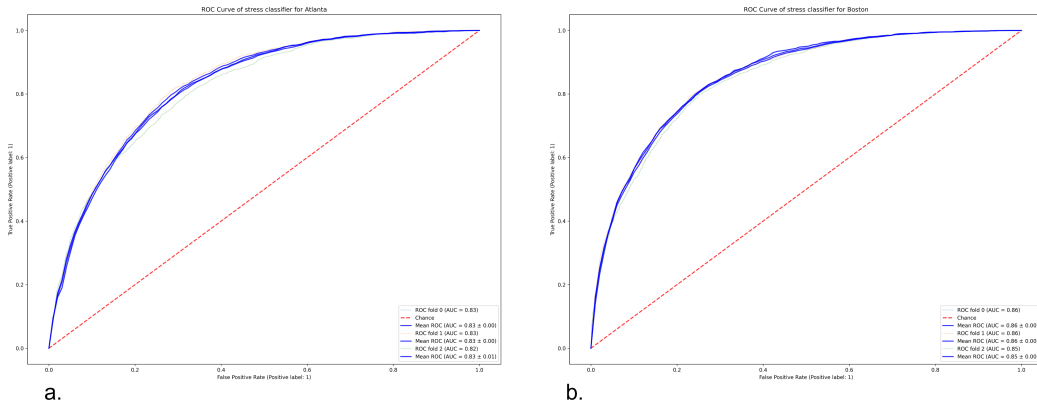 ROC Curve of stress classifier for Atlanta
1.0
0.8
0.6
0.4
0.2
0.0
True Positive Rate (Positive label: 1)
0.0 0.2 0.4 0.6 0.8 1.0
False Positive Rate (Positive label: 1)
ROC fold 0 (AUC = 0.83)
Chance
Mean ROC (AUC = 0.83 ± 0.00)
ROC fold 1 (AUC = 0.83)
Mean ROC (AUC = 0.83 ± 0.00)
ROC fold 2 (AUC = 0.82)
Mean ROC (AUC = 0.83 ± 0.01)
a.
ROC Curve of stress classifier for Boston
1.0
0.8
0.6
0.4
0.2
0.0
True Positive Rate (Positive label: 1)
0.0 0.2 0.4 0.6 0.8 1.0
False Positive Rate (Positive label: 1)
ROC fold 0 (AUC = 0.86)
Chance
Mean ROC (AUC = 0.86 ± 0.00
ROC fold 1 (AUC = 0.86)
Mean ROC (AUC = 0.86 ± 0.00
ROC fold 2 (AUC = 0.85)
Mean ROC (AUC = 0.85 ± 0.00
b.